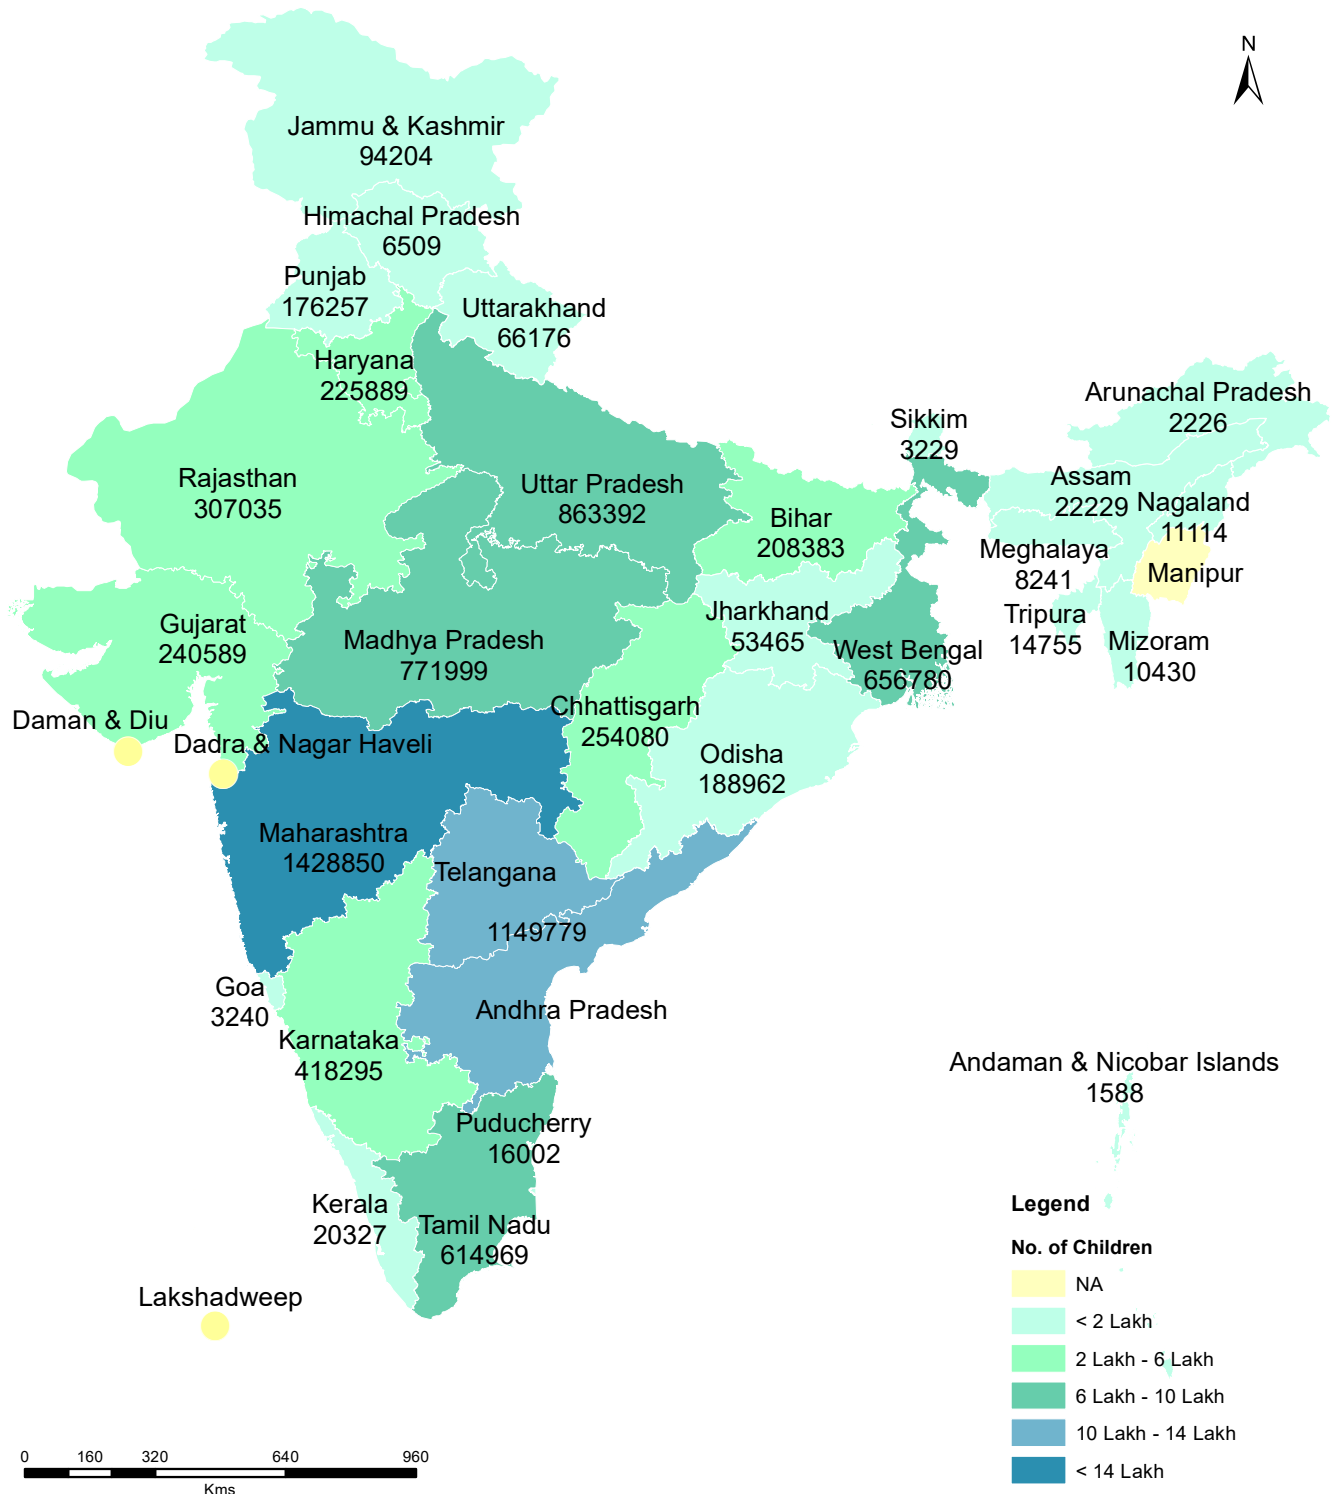 N
Jammu & Kashmir
94204
Himachal Pradesh
6509
Punjab
176257
Uttarakhand
66176
Haryana
225889
Arunachal Pradesh
2226
Sikkim
3229
Rajasthan
307035
Uttar Pradesh
863392
Assam
22229
Nagaland
11114
Bihar
208383
Meghalaya
8241
Manipur
Jharkhand
53465
Tripura
14755
Gujarat
240589
Madhya Pradesh
771999
West Bengal
656780
Mizoram
10430
Chhattisgarh
254080
Daman & Diu
Dadra & Nagar Haveli
Odisha
188962
Maharashtra
1428850
Telangana
1149779
Goa
3240
Andhra Pradesh
Karnataka
418295
Andaman & Nicobar Islands
1588
Puducherry
16002
Kerala
20327
Tamil Nadu
614969
Lakshadweep
Legend
No. of Children
NA
< 2 Lakh
2 Lakh - 6 Lakh
6 Lakh - 10 Lakh
10 Lakh - 14 Lakh
< 14 Lakh
0 160 320 640 960
Kms